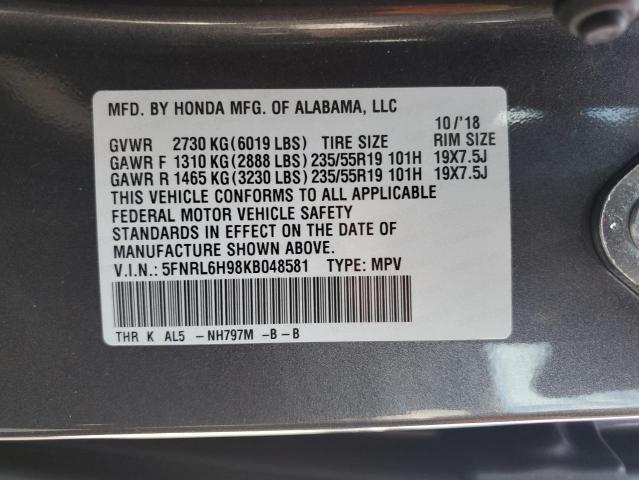 MFD. BY HONDA MFG. OF ALABAMA, LLC
10/'18
GVWR 2730 KG(6019 LBS) TIRE SIZE RIM SIZE
GAWR F 1310 KG(2888 LBS) 235/55R19 101H 19X7.5J
GAWR R 1465 KG(3230 LBS) 235/55R19 101H 19X7.5J
THIS VEHICLE CONFORMS TO ALL APPLICABLE
FEDERAL MOTOR VEHICLE SAFETY
STANDARDS IN EFFECT ON THE DATE OF
MANUFACTURE SHOWN ABOVE.
V.I.N.: 5FNRL6H98KB048581 TYPE: MPV
THR K AL5 -NH797M -B-B